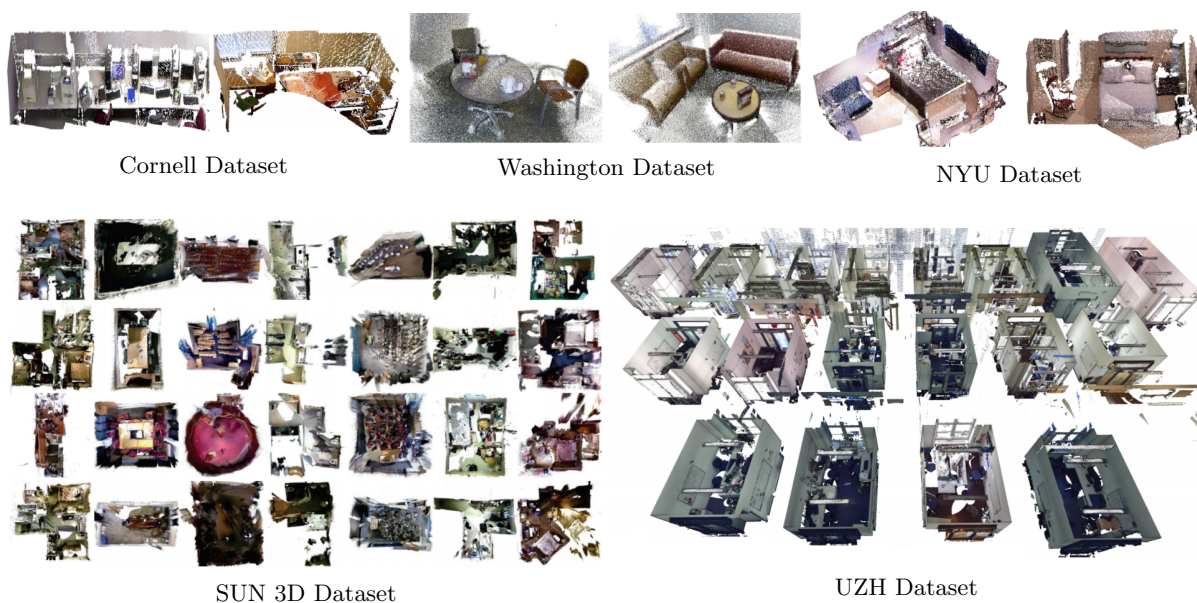 Cornell Dataset
Washington Dataset
NYU Dataset
SUN 3D Dataset
UZH Dataset